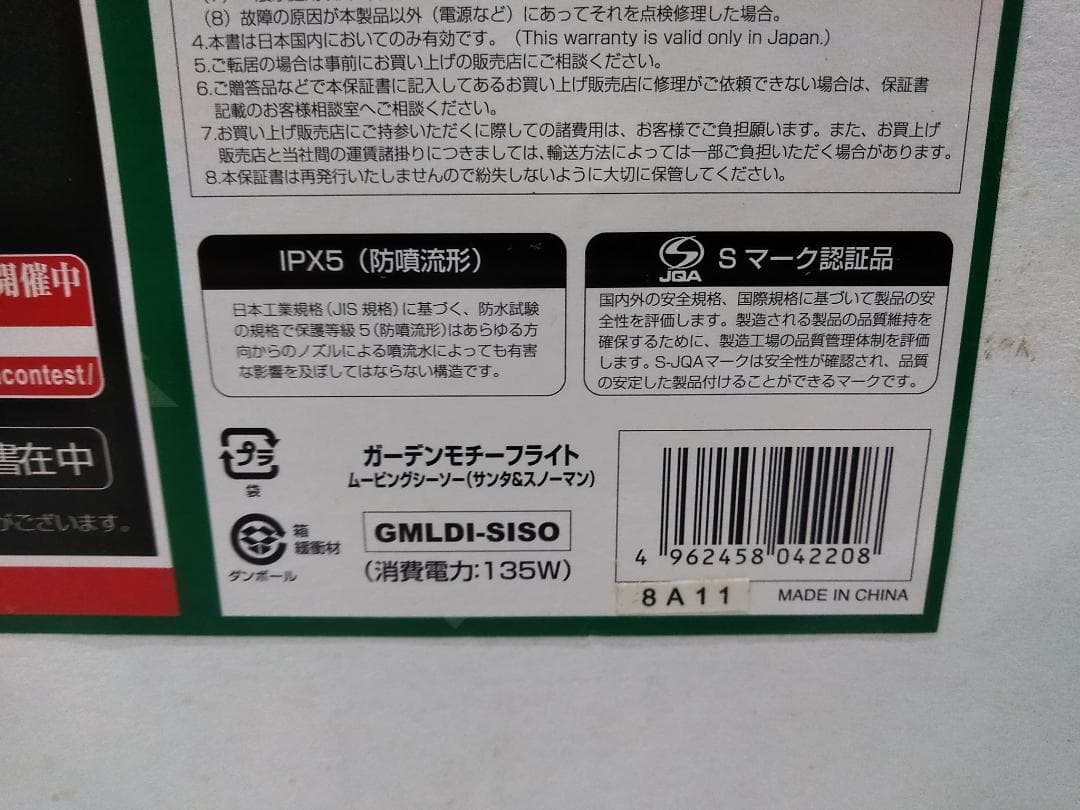 (8) 故障の原因が本製品以外（電源など）にあってそれを点検修理した場合。
4.本書は日本国内においてのみ有効です。（This warranty is valid only in Japan.）
5.ご転居の場合は事前にお買い上げの販売店にご相談ください。
6.ご贈答品などで本保証書に記入してあるお買い上げ販売店に修理がご依頼できない場合は、保証書
記載のお客様相談室へご相談ください。
7.お買い上げ販売店にご持参いただくに際しての諸費用は、お客様でご負担願います。また、お買上げ
販売店と当社間の運賃諸掛りにつきましては、輸送方法によっては一部ご負担いただく場合があります。
8.本保証書は再発行いたしませんので紛失しないように大切に保管してください。
開催中
contest/
書在中
がございます。
IPX5（防噴流形）
日本工業規格（JIS 規格）に基づく、防水試験
の規格で保護等級５（防噴流形）はあらゆる方
向からのノズルによる噴流水によっても有害
な影響を及ぼしてはならない構造です。
JQA
S マーク認証品
国内外の安全規格、国際規格に基づいて製品の安
全性を評価します。製造される製品の品質維持を
確保するために、製造工場の品質管理体制を評価
します。S-JQAマークは安全性が確認され、品質
の安定した製品付けることができるマークです。
プラ
袋
箱
緩衝材
ダンボール
ガーデンモチーフライト
ムービングシーソー（サンタ&スノーマン）
GMLDI-SISO
（消費電力：135W）
4 962458 042208
8A11
MADE IN CHINA